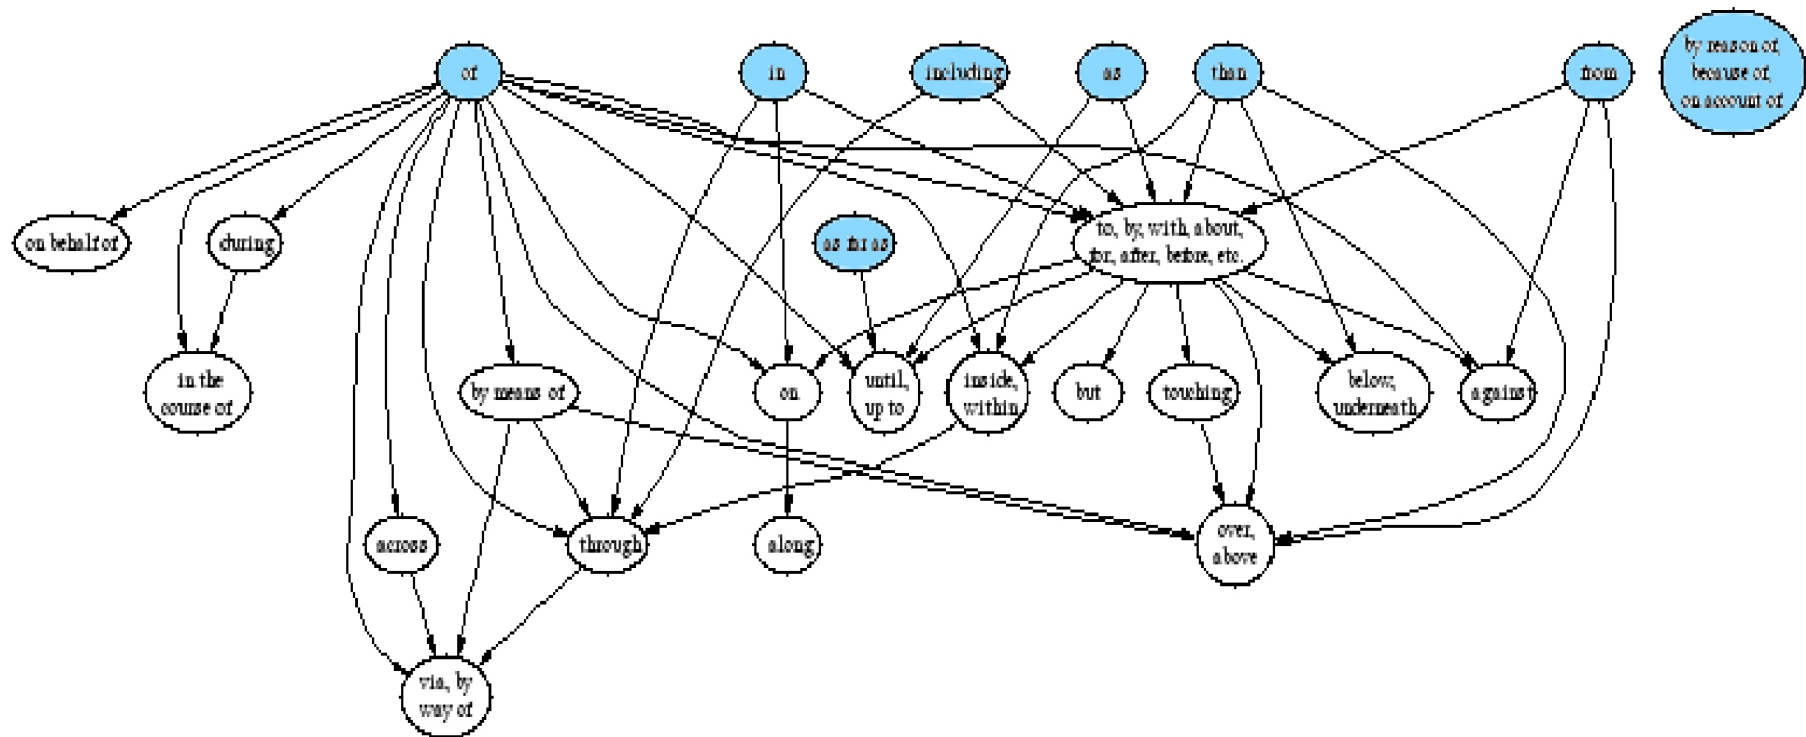 of
in
including
as
than
from
by reason of,
because of,
on account of
on behalf of
during
as far as
to, by, with, about,
for, after, before, etc.
in the
course of
by means of
on
until,
up to
inside,
within
but
touching
below,
underneath
against
across
through
along
over,
above
via, by
way of